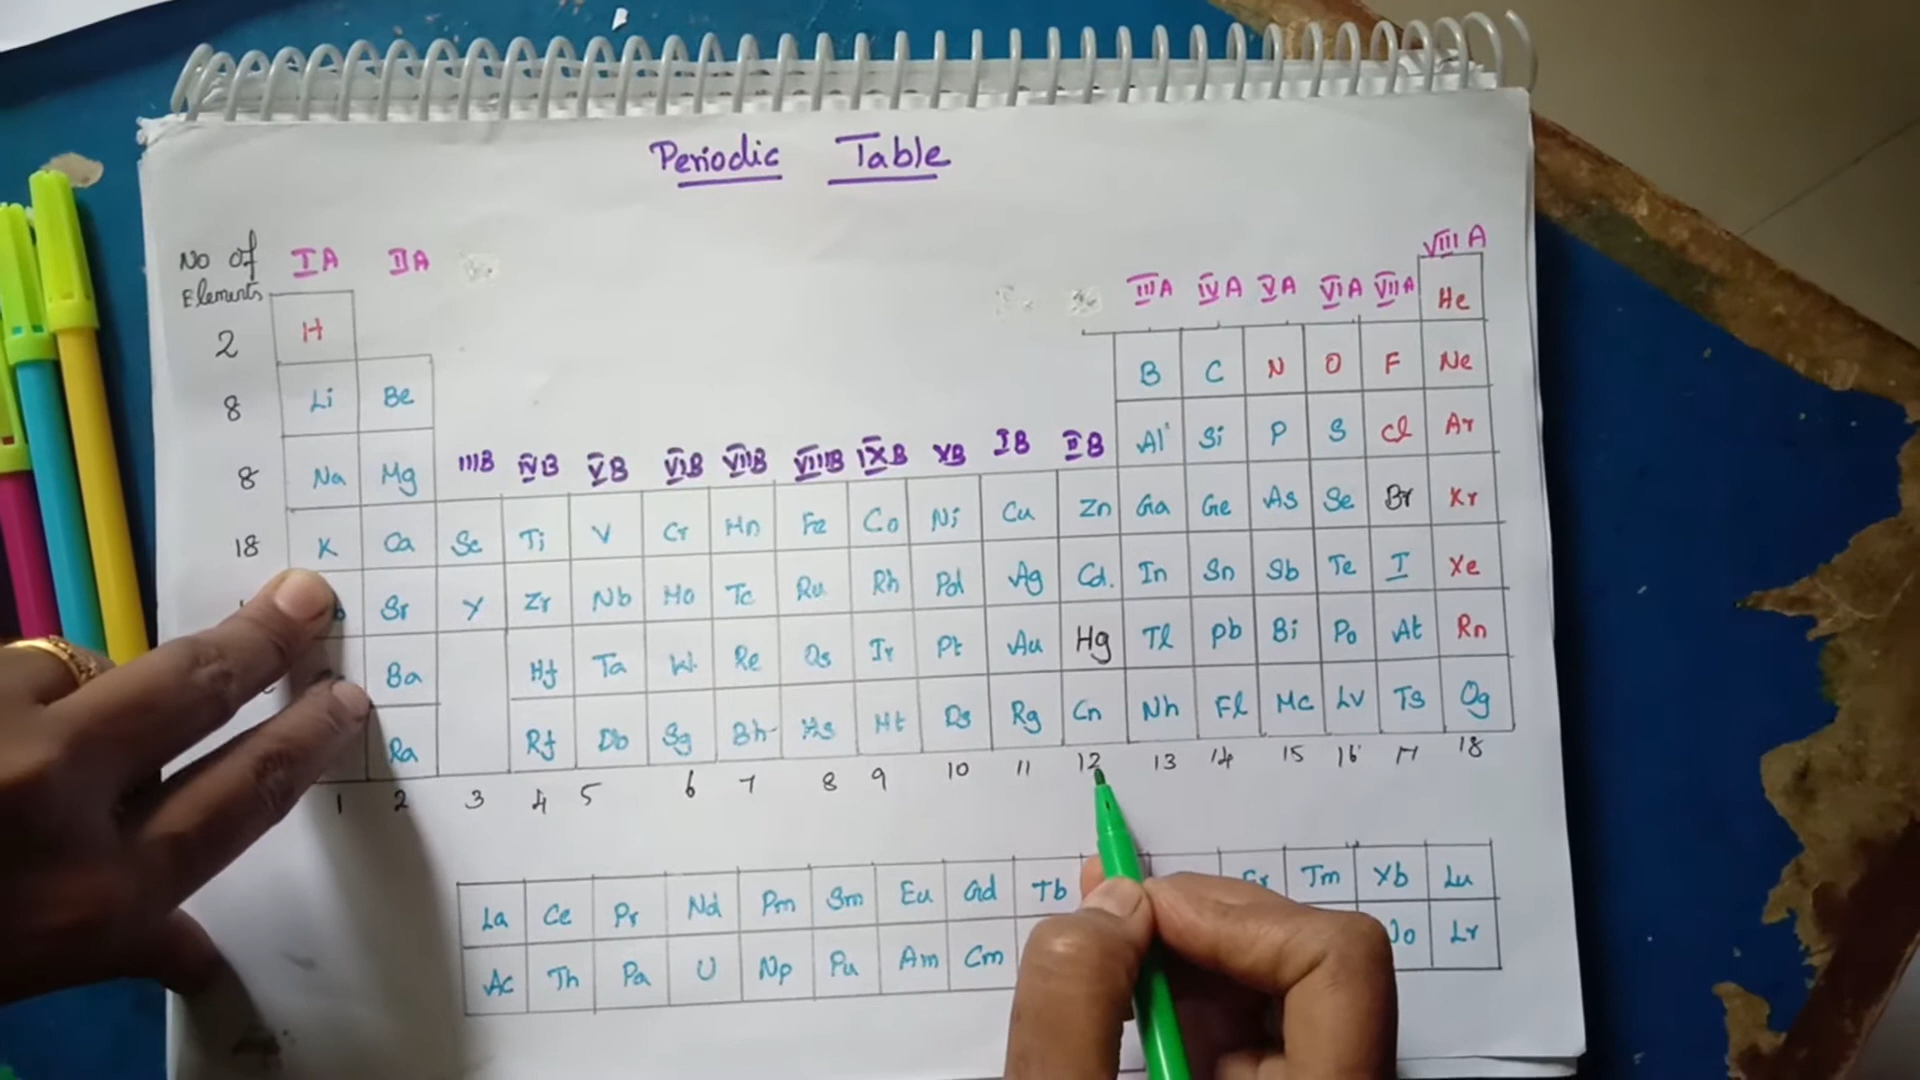 Periodic Table
No of Elements
IA IIA
VIIIA
IIIA IVA VA VIA VIIA
2 H He
8 Li Be B C N O F Ne
8 Na Mg Al Si P S Cl Ar
IIIB IVB VB VIB VIIB VIIIB IXB XB IB IIB
18 K Ca Sc Ti V Cr Mn Fe Co Ni Cu Zn Ga Ge As Se Br Kr
Sr Y Zr Nb Mo Tc Ru Rh Pd Ag Cd. In Sn Sb Te I Xe
Ba Hf Ta W Re Os Ir Pt Au Hg Tl Pb Bi Po At Rn
Ra Rf Db Sg Bh Hs Mt Ds Rg Cn Nh Fl Mc Lv Ts Og
1 2 3 4 5 6 7 8 9 10 11 12 13 14 15 16 17 18
La Ce Pr Nd Pm Sm Eu Gd Tb Tm Yb Lu
Ac Th Pa U Np Pu Am Cm Lr